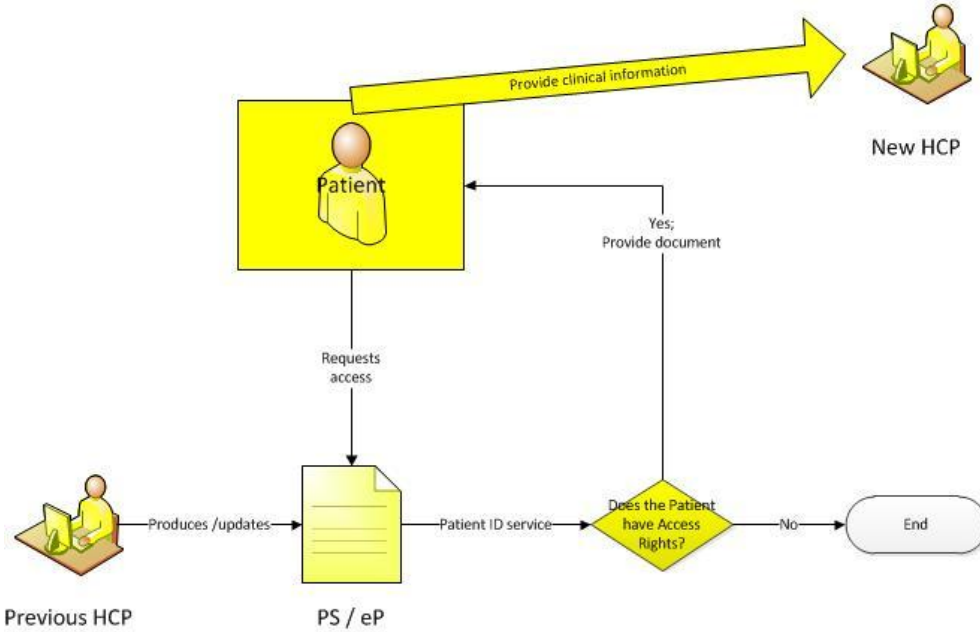 Provide clinical information
New HCP
Patient
Yes;
Provide document
Requests
access
Produces /updates
Patient ID service
Does the Patient
have Access
Rights?
No
End
Previous HCP
PS / eP